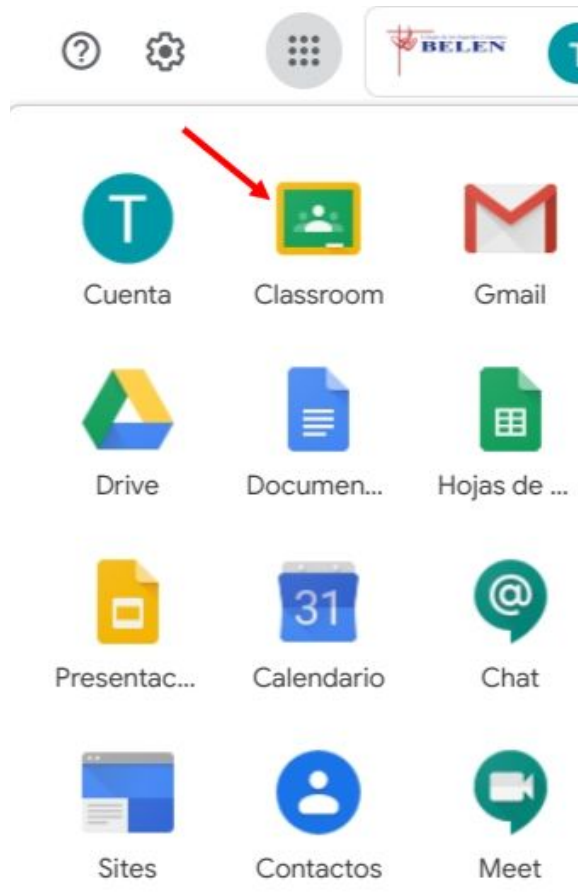 BELEN
T
Cuenta
Classroom
Gmail
Drive
Documen...
Hojas de ...
31
@
Presentac...
Calendario
Chat
Sites
Contactos
Meet